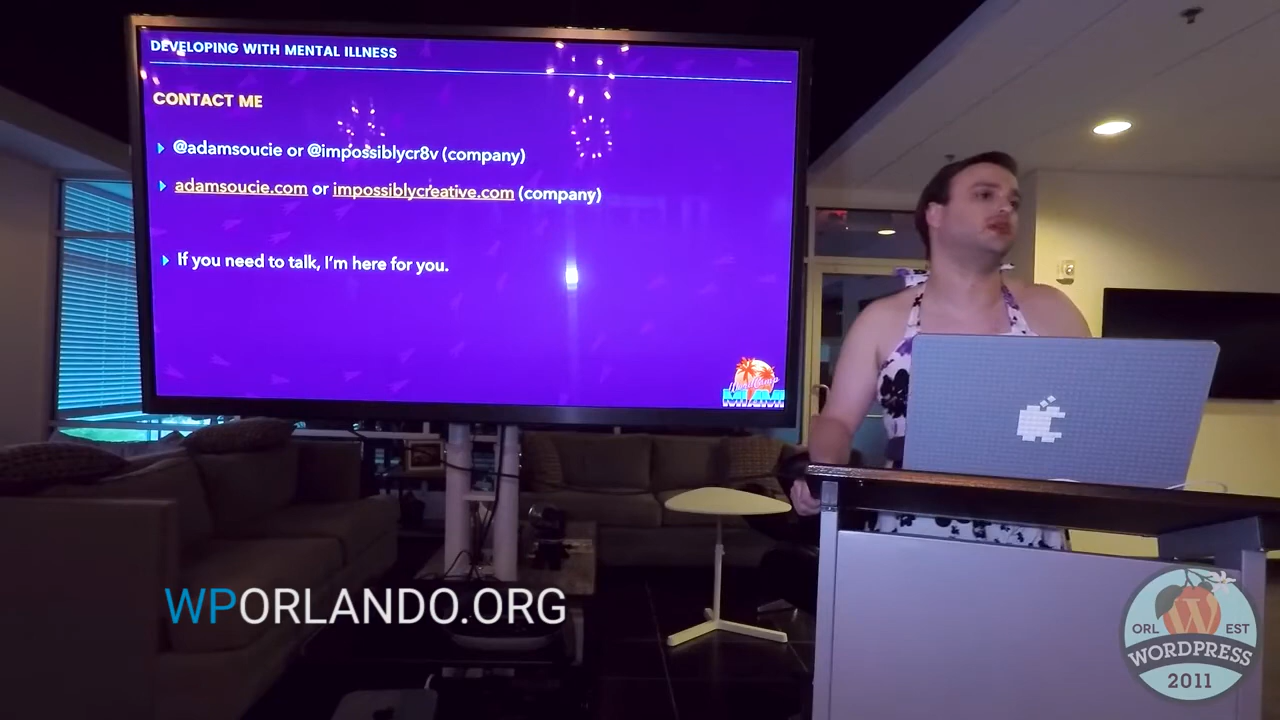 DEVELOPING WITH MENTAL ILLNESS
CONTACT ME
@adamsoucie or @impossiblycr8v (company)
adamsoucie.com or impossiblycreative.com (company)
If you need to talk, I'm here for you.
WordCamp
MIAMI
WPORLANDO.ORG
ORL EST
WORDPRESS
2011